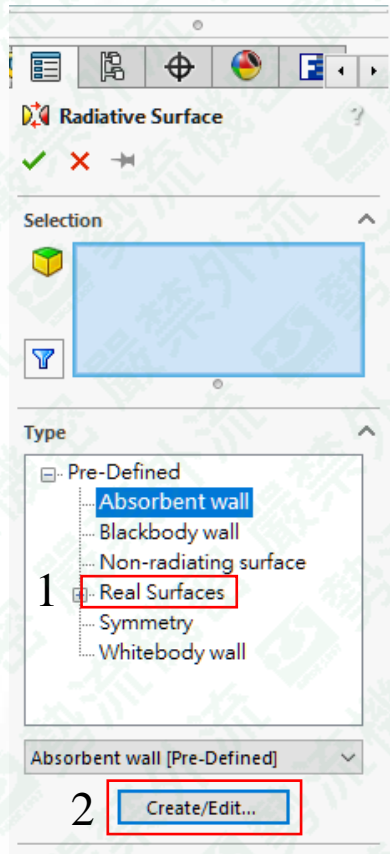 Radiative Surface
?
Selection
Type
Pre-Defined
Absorbent wall
Blackbody wall
Non-radiating surface
1
Real Surfaces
Symmetry
Whitebody wall
Absorbent wall [Pre-Defined]
2
Create/Edit...